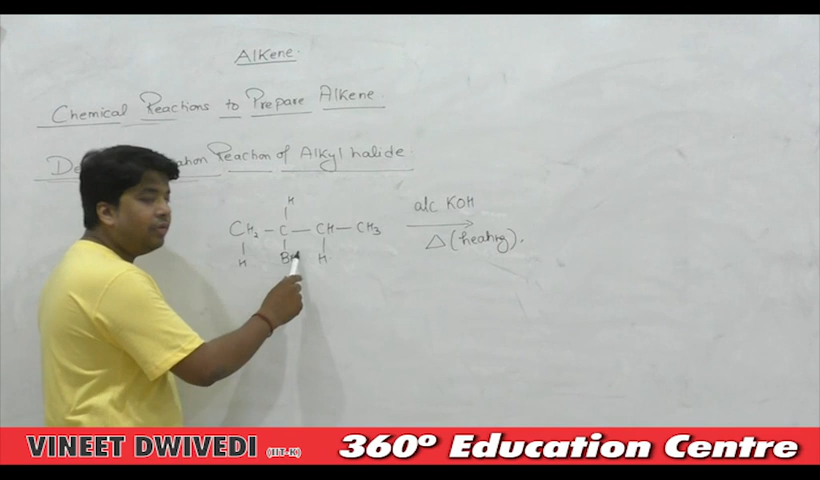 Alkene.
Chemical Reactions to Prepare Alkene
Reaction of Alkyl halide
H
CH₂ – C – CH – CH₃
H Br H
alc KOH
△ (heating).
VINEET DWIVEDI (IIT-K) 360° Education Centre